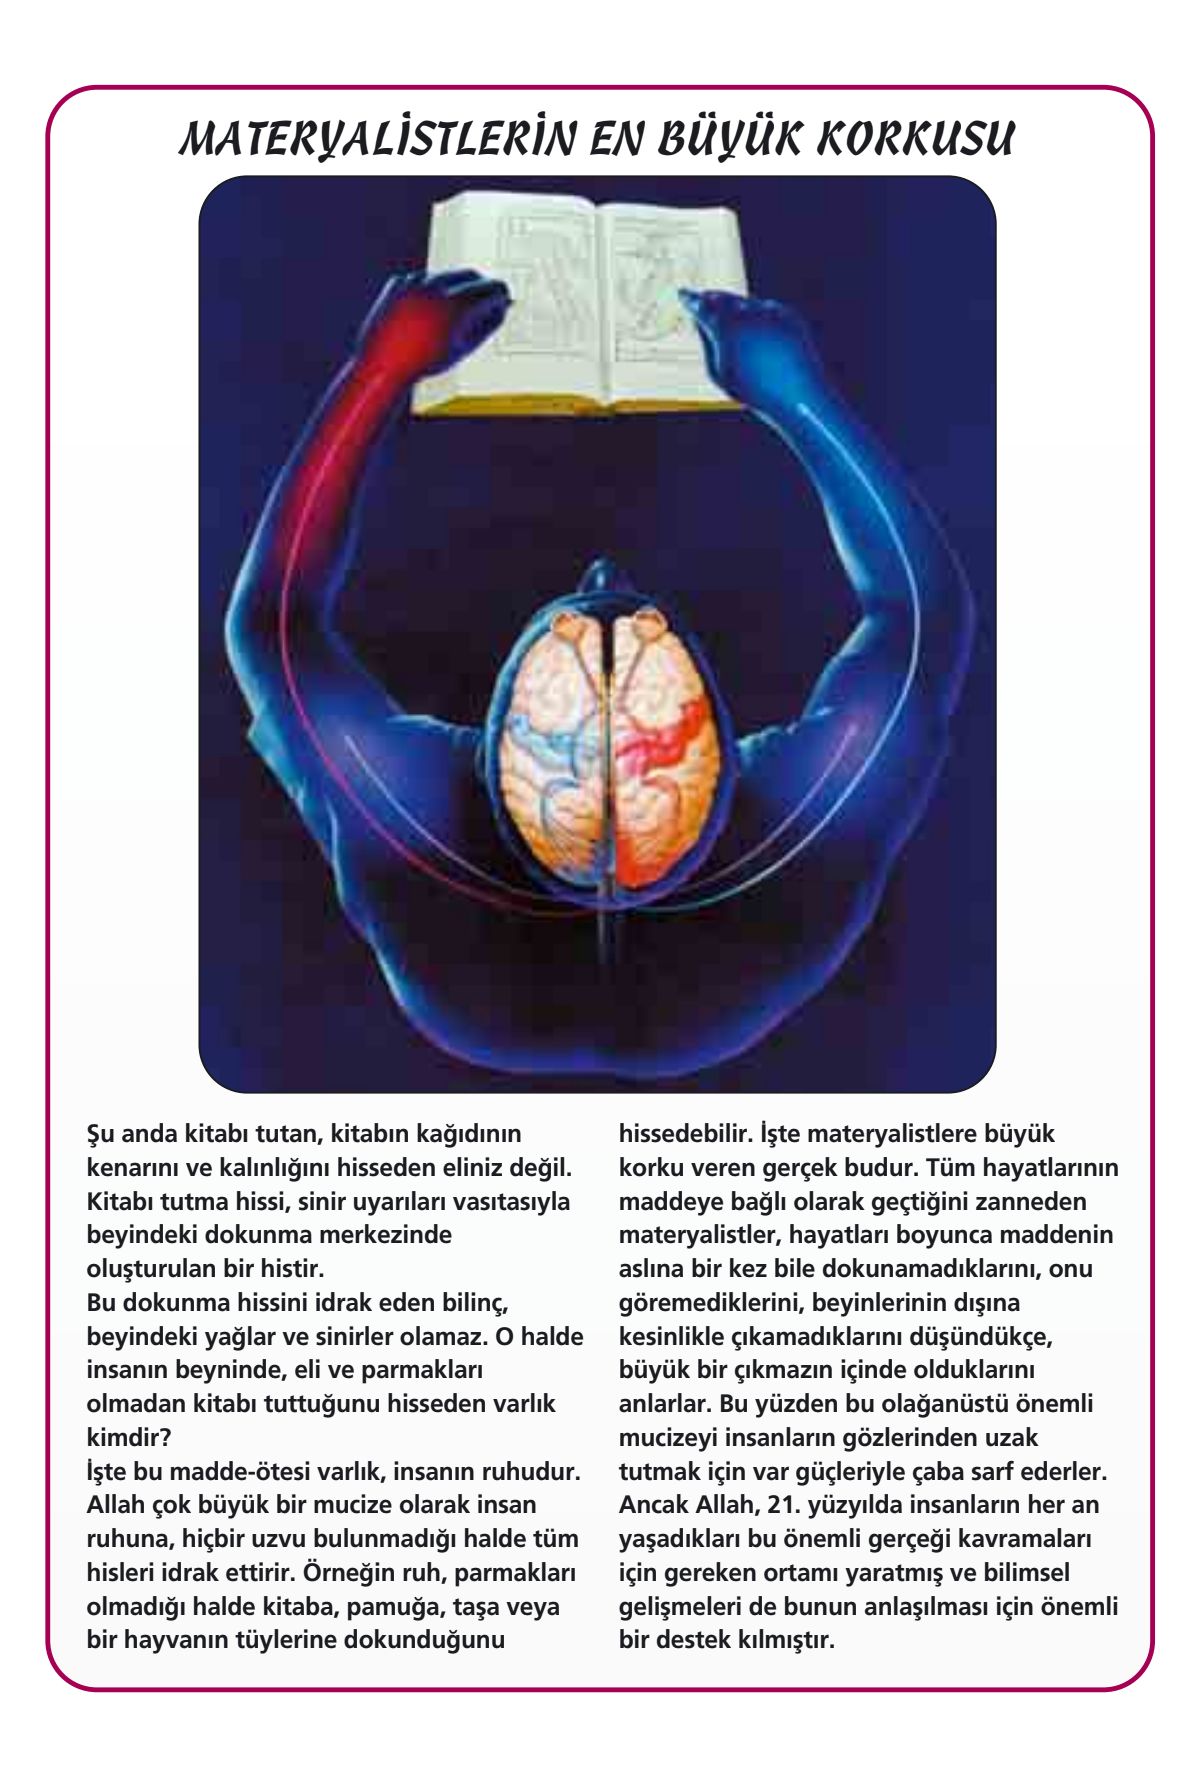 MATERYALİSTLERİN EN BÜYÜK KORKUSU
Şu anda kitabı tutan, kitabın kağıdının
kenarını ve kalınlığını hisseden eliniz değil.
Kitabı tutma hissi, sinir uyarıları vasıtasıyla
beyindeki dokunma merkezinde
oluşturulan bir histir.
Bu dokunma hissini idrak eden bilinç,
beyindeki yağlar ve sinirler olamaz. O halde
insanın beyninde, eli ve parmakları
olmadan kitabı tuttuğunu hisseden varlık
kimdir?
İşte bu madde-ötesi varlık, insanın ruhudur.
Allah çok büyük bir mucize olarak insan
ruhuna, hiçbir uzvu bulunmadığı halde tüm
hisleri idrak ettirir. Örneğin ruh, parmakları
olmadığı halde kitaba, pamuğa, taşa veya
bir hayvanın tüylerine dokunduğunu
hissedebilir. İşte materyalistlere büyük
korku veren gerçek budur. Tüm hayatlarının
maddeye bağlı olarak geçtiğini zanneden
materyalistler, hayatları boyunca maddenin
aslına bir kez bile dokunamadıklarını, onu
göremediklerini, beyinlerinin dışına
kesinlikle çıkamadıklarını düşündükçe,
büyük bir çıkmazın içinde olduklarını
anlarlar. Bu yüzden bu olağanüstü önemli
mucizeyi insanların gözlerinden uzak
tutmak için var güçleriyle çaba sarf ederler.
Ancak Allah, 21. yüzyılda insanların her an
yaşadıkları bu önemli gerçeği kavramaları
için gereken ortamı yaratmış ve bilimsel
gelişmeleri de bunun anlaşılması için önemli
bir destek kılmıştır.